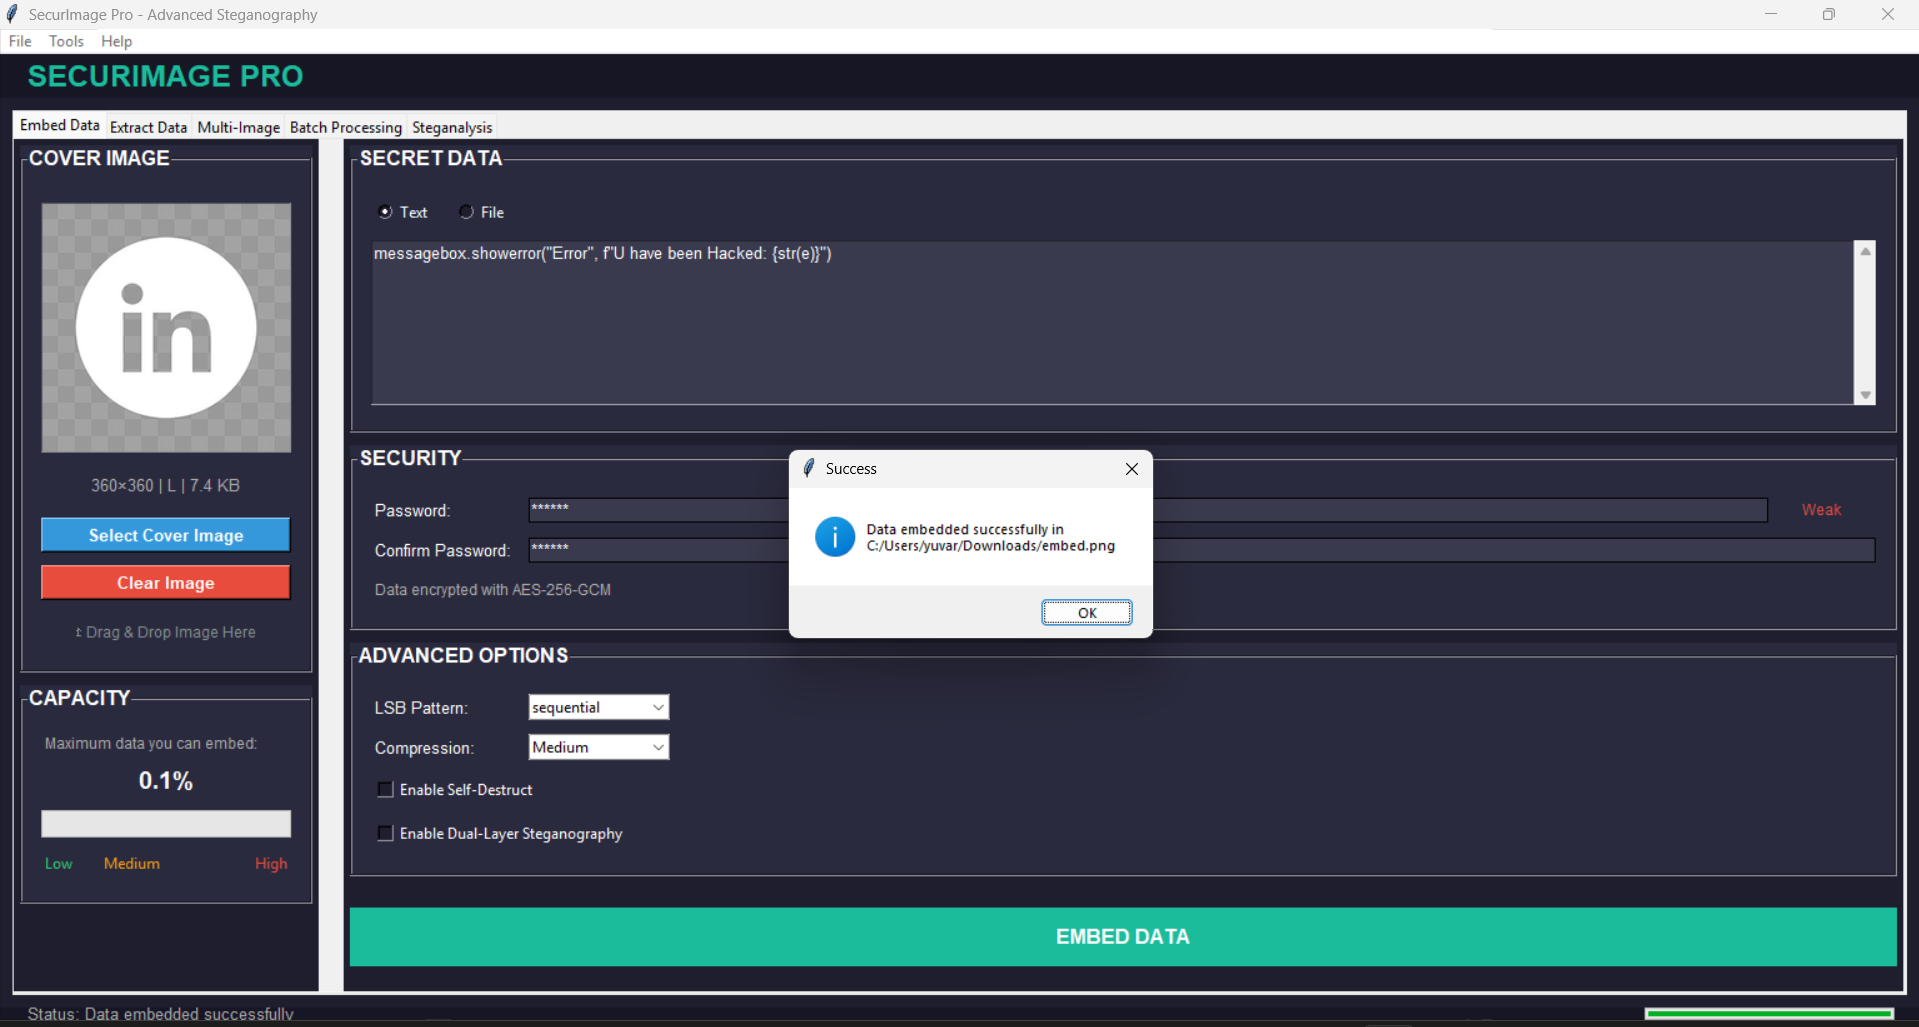 SecurImage Pro - Advanced Steganography
File Tools Help
SECURIMAGE PRO
Embed Data Extract Data Multi-Image Batch Processing Steganalysis
COVER IMAGE
in
360×360 | L | 7.4 KB
Select Cover Image
Clear Image
Drag & Drop Image Here
CAPACITY
Maximum data you can embed:
0.1%
Low Medium High
SECRET DATA
Text File
messagebox.showerror("Error", f"U have been Hacked: {str(e)}")
SECURITY
Password: ****** Weak
Confirm Password: ******
Data encrypted with AES-256-GCM
Success
Data embedded successfully in
C:/Users/yuvar/Downloads/embed.png
OK
ADVANCED OPTIONS
LSB Pattern: sequential
Compression: Medium
Enable Self-Destruct
Enable Dual-Layer Steganography
EMBED DATA
Status: Data embedded successfully